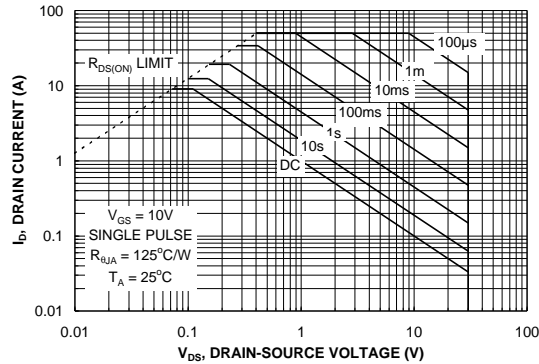 100
10
1
0.1
0.01
I_D, DRAIN CURRENT (A)
R_DS(ON) LIMIT
100µs
1m
10ms
100ms
1s
10s
DC
V_GS = 10V
SINGLE PULSE
R_θJA = 125°C/W
T_A = 25°C
0.01 0.1 1 10 100
V_DS, DRAIN-SOURCE VOLTAGE (V)